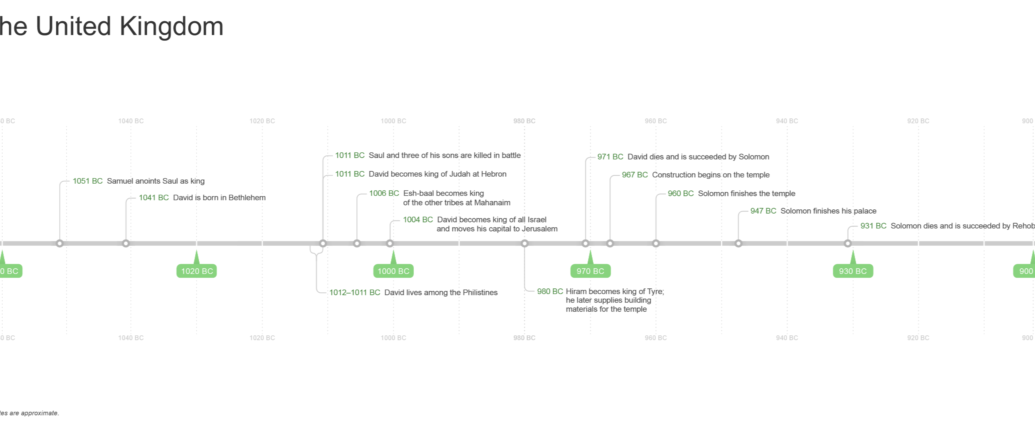 he United Kingdom
0 BC
1040 BC
1020 BC
1000 BC
980 BC
960 BC
940 BC
920 BC
900
1011 BC Saul and three of his sons are killed in battle
971 BC David dies and is succeeded by Solomon
1011 BC David becomes king of Judah at Hebron
967 BC Construction begins on the temple
1051 BC Samuel anoints Saul as king
1006 BC Esh-baal becomes king
of the other tribes at Mahanaim
960 BC Solomon finishes the temple
1041 BC David is born in Bethlehem
947 BC Solomon finishes his palace
1004 BC David becomes king of all Israel
and moves his capital to Jerusalem
931 BC Solomon dies and is succeeded by Rehob
0 BC
1020 BC
1000 BC
970 BC
930 BC
900
1012–1011 BC David lives among the Philistines
980 BC Hiram becomes king of Tyre;
he later supplies building
materials for the temple
0 BC
1040 BC
1020 BC
1000 BC
980 BC
960 BC
940 BC
920 BC
900
tes are approximate.